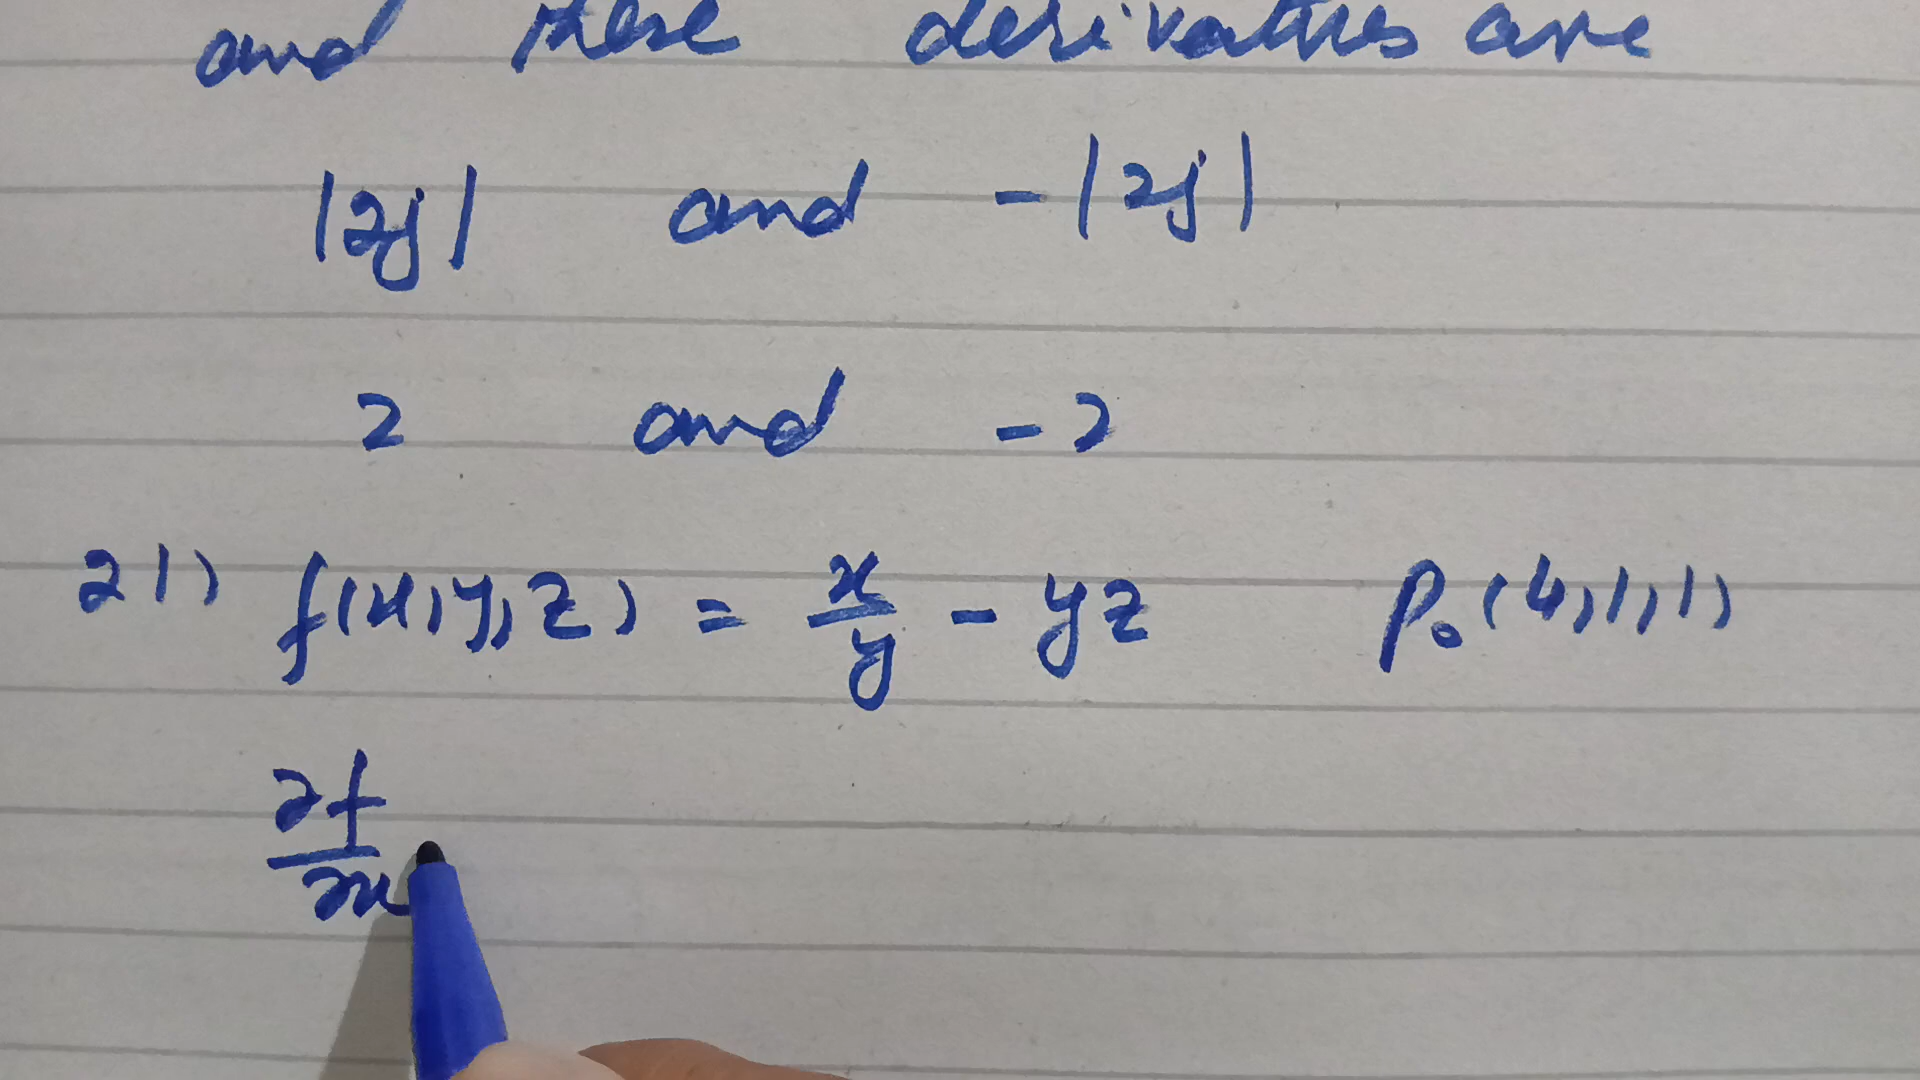 and these derivatives are
|2j| and -|2j|
2 and -2
21) f(x,y,z) = x/y - yz P₀(4,1,1)
∂f/∂x